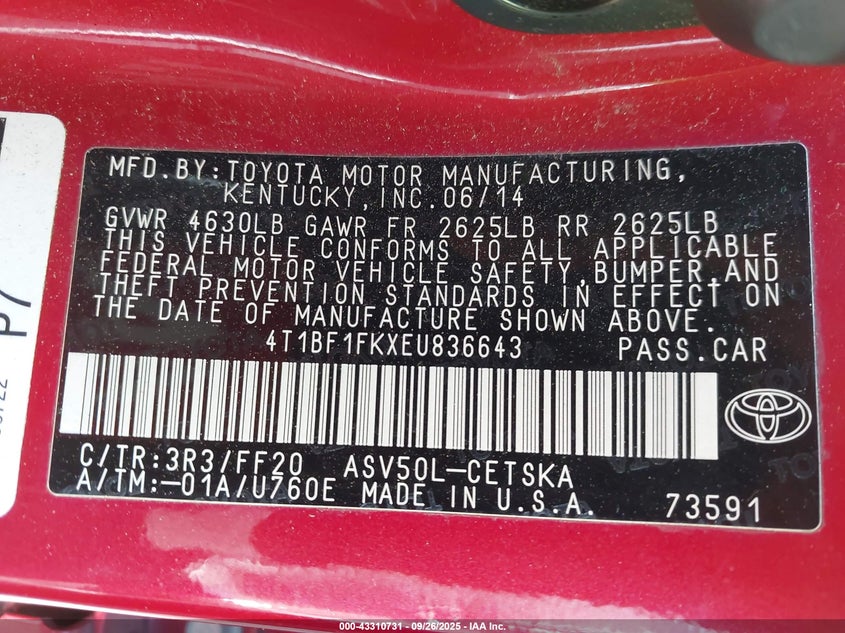 MFD.BY:TOYOTA MOTOR MANUFACTURING,
KENTUCKY,INC.06/14
GVWR 4630LB GAWR FR 2625LB RR 2625LB
THIS VEHICLE CONFORMS TO ALL APPLICABLE
FEDERAL MOTOR VEHICLE SAFETY,BUMPER,AND
THEFT PREVENTION STANDARDS IN EFFECT ON
THE DATE OF MANUFACTURE SHOWN ABOVE.
4T1BF1FKXEU836643 PASS.CAR
C/TR:3R3/FF20 ASV50L-CETSKA
A/TM:-01A/U760E MADE IN U.S.A. 73591
P7
000-43310731 - 09/26/2025 - IAA Inc.